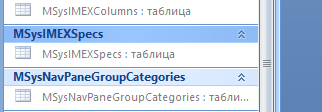 MSysIMEXColumns : таблица
MSysIMEXSpecs
MSysIMEXSpecs : таблица
MSysNavPaneGroupCategories
MSysNavPaneGroupCategories : табли...